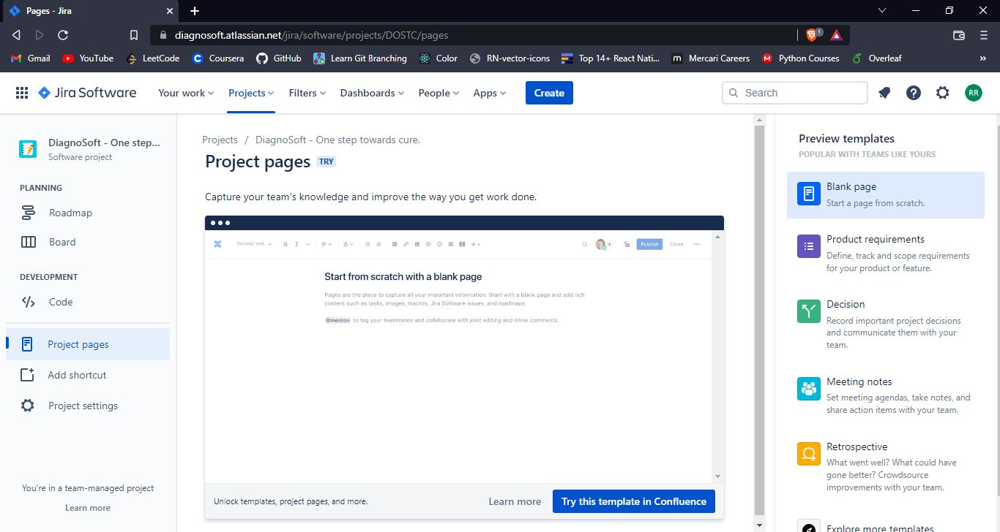 Pages - Jira
diagnosoft.atlassian.net/jira/software/projects/DOSTC/pages
1
Gmail
YouTube
LeetCode
Coursera
GitHub
Learn Git Branching
Color
RN-vector-icons
Top 14+ React Nati...
Mercari Careers
Python Courses
Overleaf
Jira Software
Your work
Projects
Filters
Dashboards
People
Apps
Create
Search
RR
DiagnoSoft - One step...
Software project
PLANNING
Roadmap
Board
DEVELOPMENT
Code
Project pages
Add shortcut
Project settings
You're in a team-managed project
Learn more
Projects / DiagnoSoft - One step towards cure.
Project pages TRY
Capture your team's knowledge and improve the way you get work done.
Normal text
B I ... A
Publish
Close
Start from scratch with a blank page
Pages are the place to capture all your important information. Start with a blank page and add rich
content such as tasks, images, macros, Jira Software issues, and roadmaps.
@mention to tag your teammates and collaborate with joint editing and inline comments.
Unlock templates, project pages, and more.
Learn more
Try this template in Confluence
Preview templates
POPULAR WITH TEAMS LIKE YOURS
Blank page
Start a page from scratch.
Product requirements
Define, track and scope requirements
for your product or feature.
Decision
Record important project decisions
and communicate them with your
team.
Meeting notes
Set meeting agendas, take notes, and
share action items with your team.
Retrospective
What went well? What could have
gone better? Crowdsource
improvements with your team.
Explore more templates